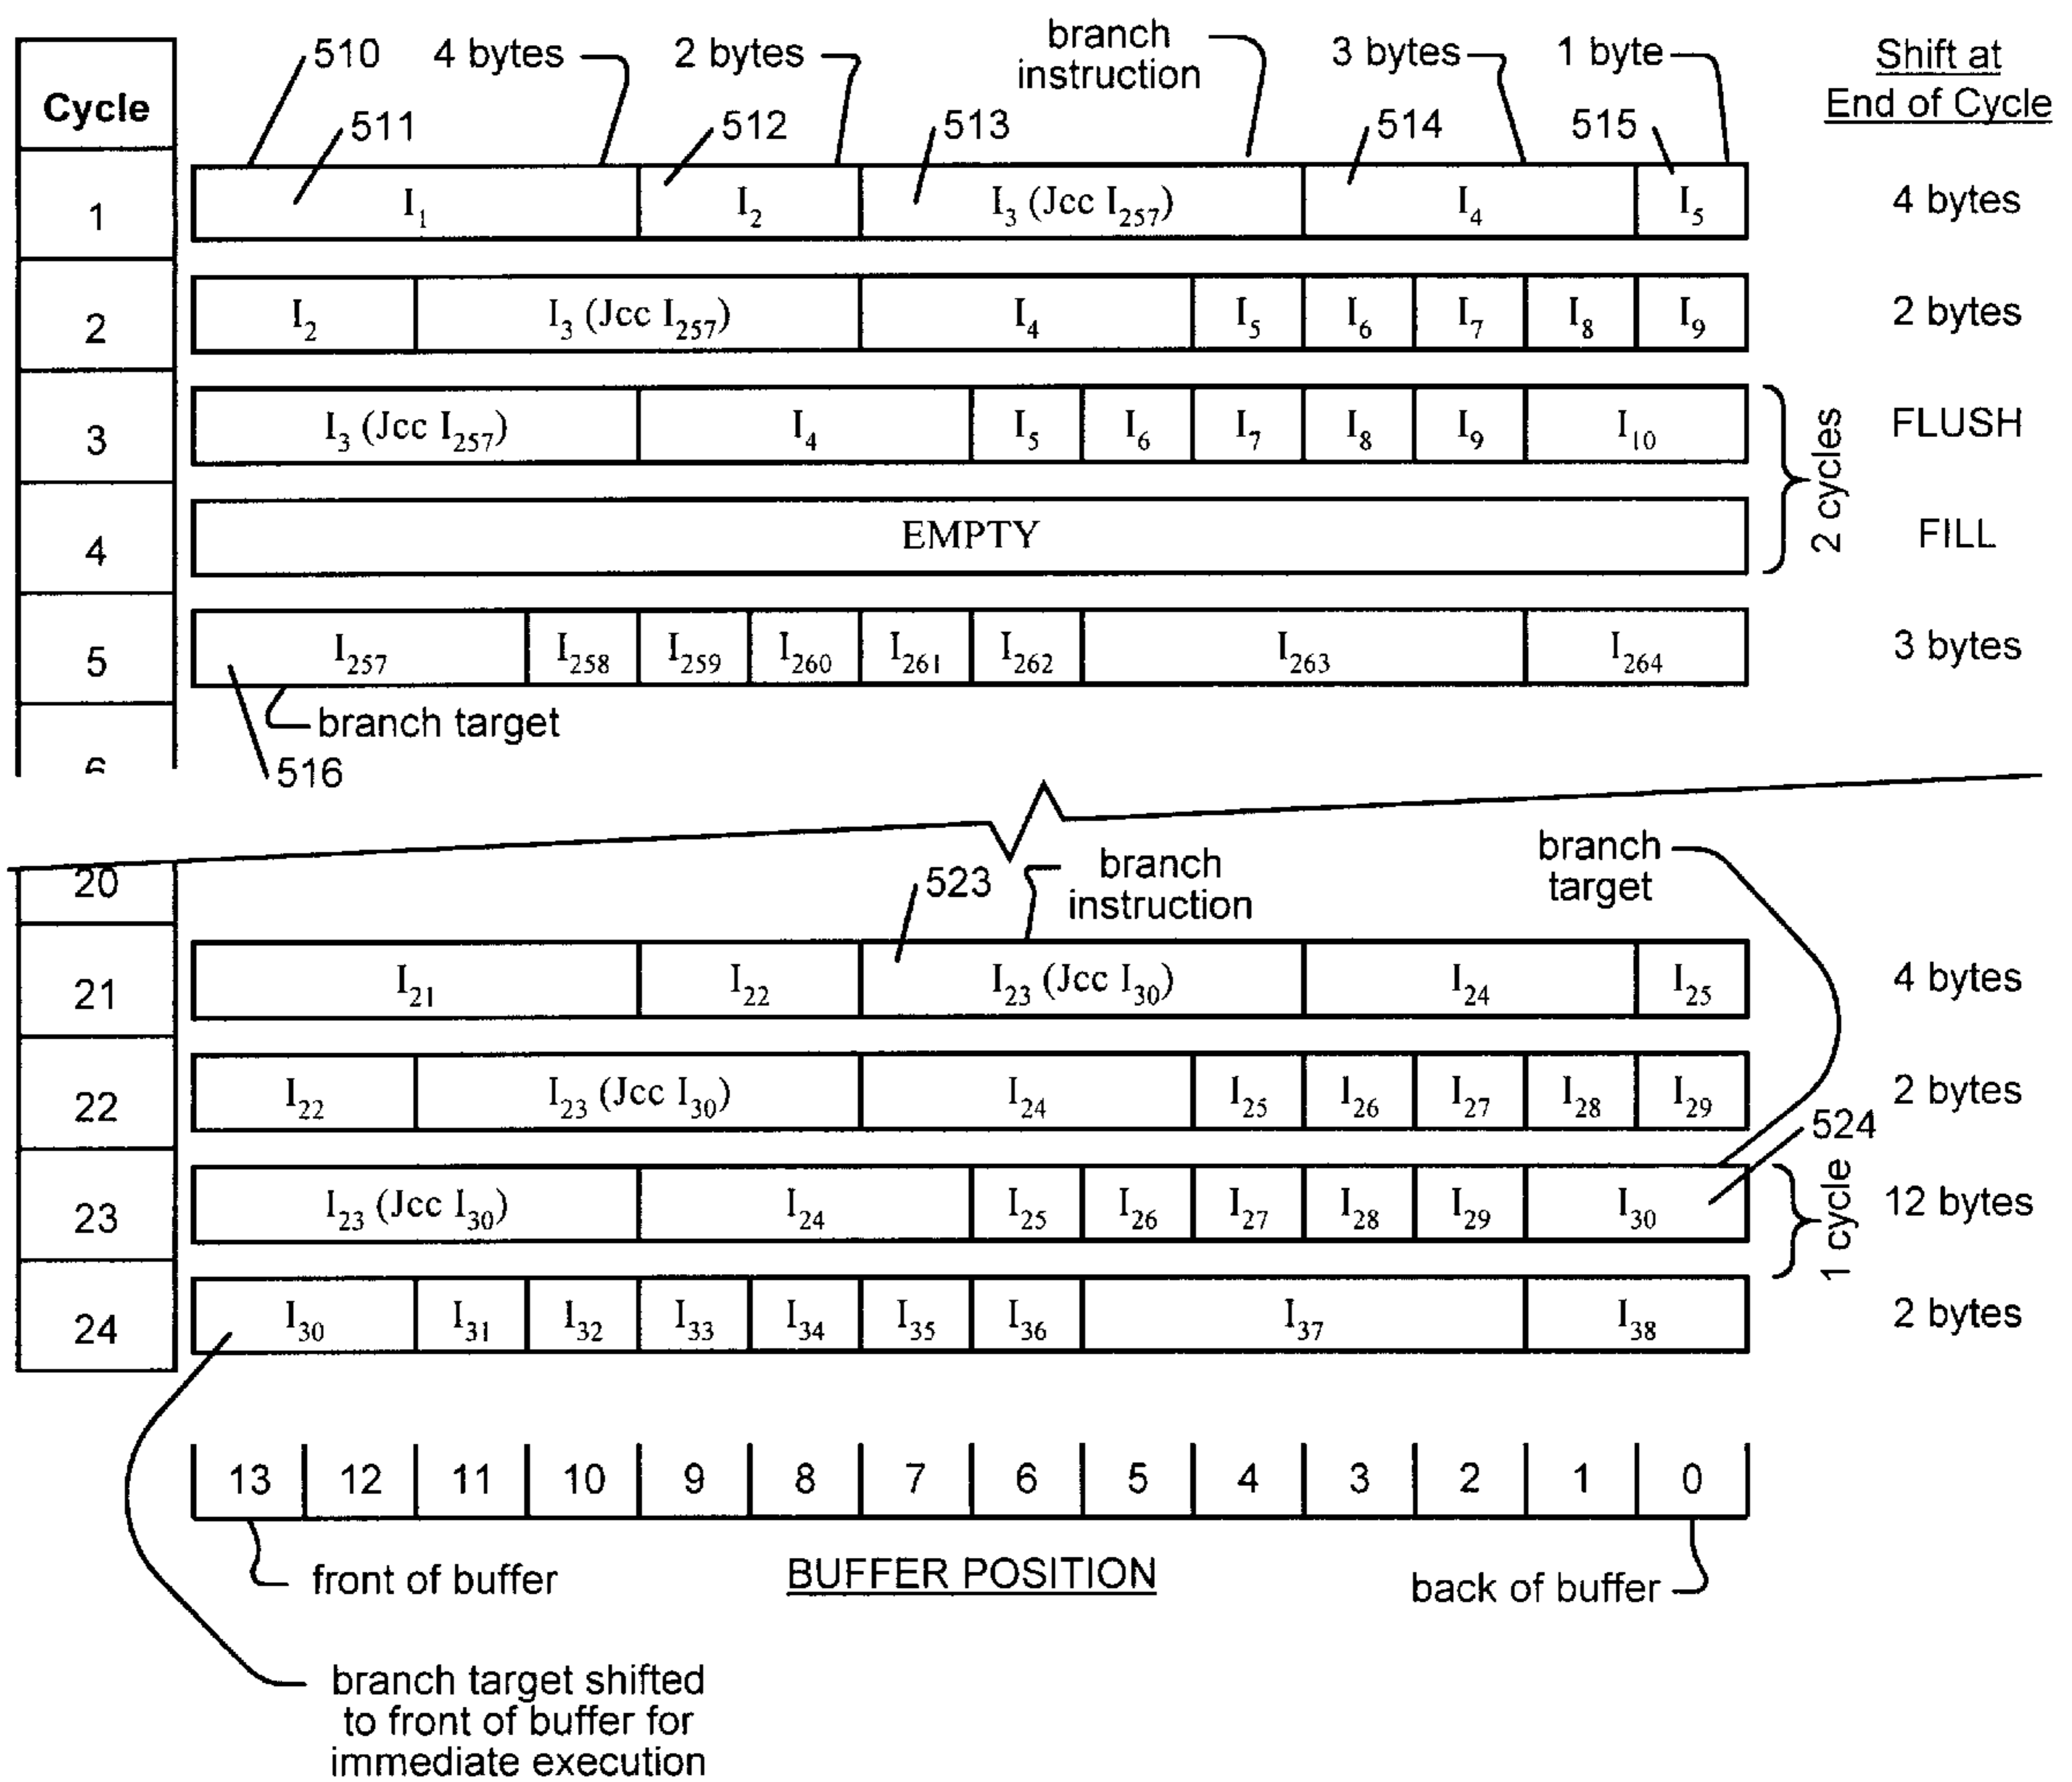 510 4 bytes 2 bytes branch instruction 3 bytes 1 byte Shift at End of Cycle
Cycle 511 512 513 514 515
1 I1 I2 I3 (Jcc I257) I4 I5 4 bytes
2 I2 I3 (Jcc I257) I4 I5 I6 I7 I8 I9 2 bytes
3 I3 (Jcc I257) I4 I5 I6 I7 I8 I9 I10 FLUSH
2 cycles
4 EMPTY FILL
5 I257 I258 I259 I260 I261 I262 I263 I264 3 bytes
branch target
6 516
branch target
20 523 branch instruction
21 I21 I22 I23 (Jcc I30) I24 I25 4 bytes
22 I22 I23 (Jcc I30) I24 I25 I26 I27 I28 I29 2 bytes
524
23 I23 (Jcc I30) I24 I25 I26 I27 I28 I29 I30 1 cycle 12 bytes
24 I30 I31 I32 I33 I34 I35 I36 I37 I38 2 bytes
13 12 11 10 9 8 7 6 5 4 3 2 1 0
front of buffer BUFFER POSITION back of buffer
branch target shifted
to front of buffer for
immediate execution